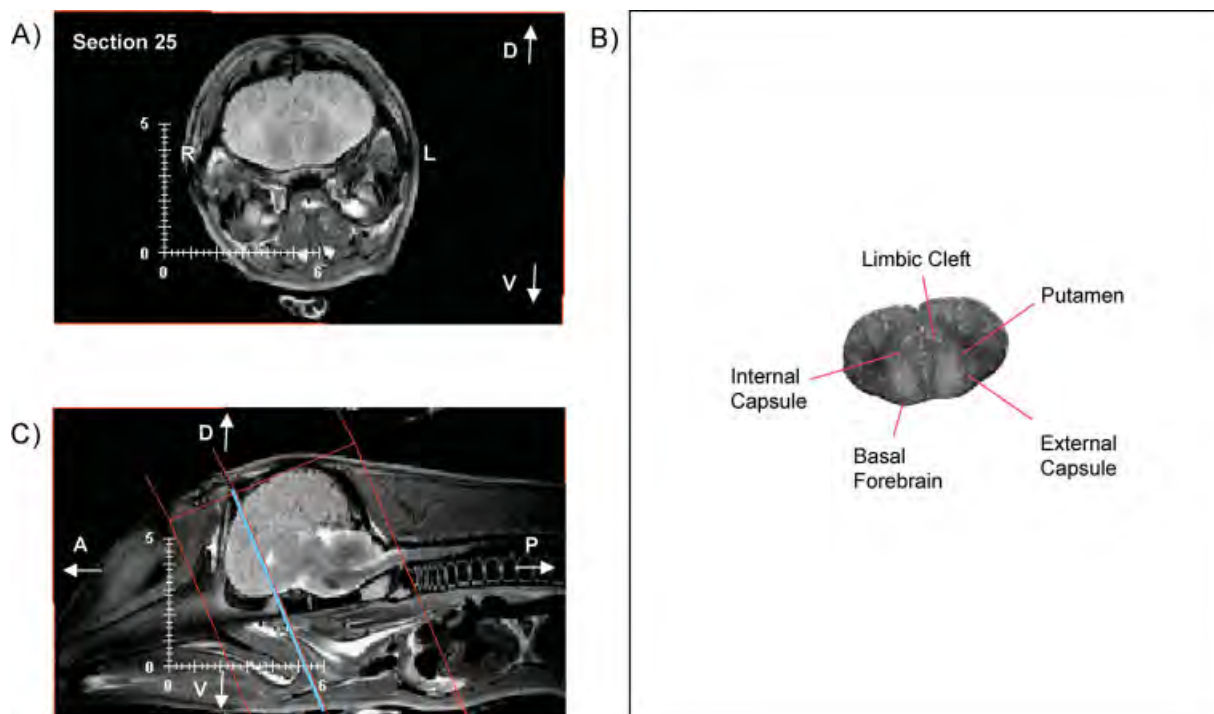 A)
Section 25
D
5
R
L
0
0
6
V
B)
Limbic Cleft
Putamen
Internal
Capsule
External
Capsule
Basal
Forebrain
C)
D
A
5
P
0
0
V
6